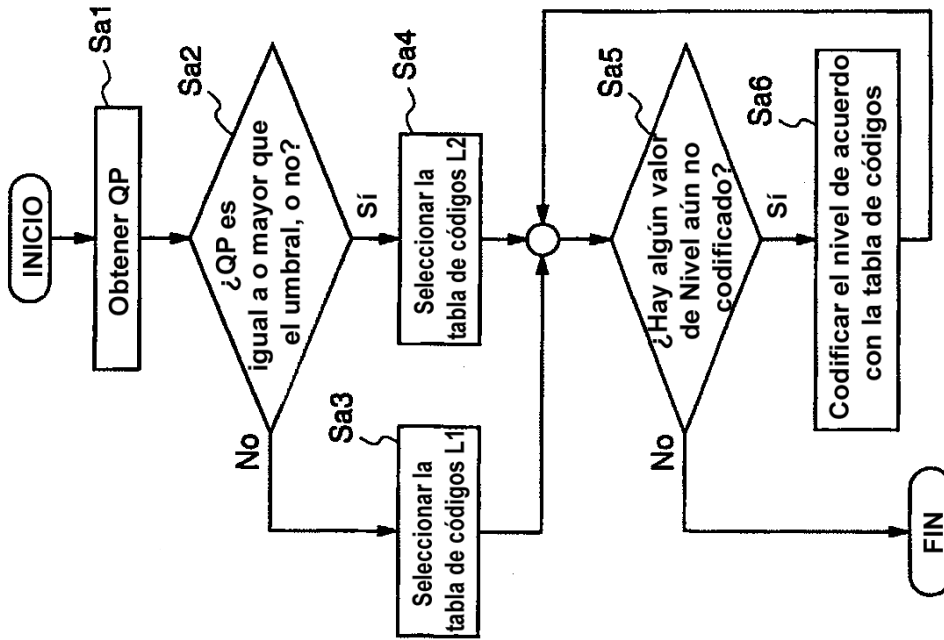 INICIO
Sa1
Obtener QP
Sa2
¿QP es
igual a o mayor que
el umbral, o no?
No
Sí
Sa3
Seleccionar la
tabla de códigos L1
Sa4
Seleccionar la
tabla de códigos L2
Sa5
¿Hay algún valor
de Nivel aún no
codificado?
No
Sí
Sa6
Codificar el nivel de acuerdo
con la tabla de códigos
FIN